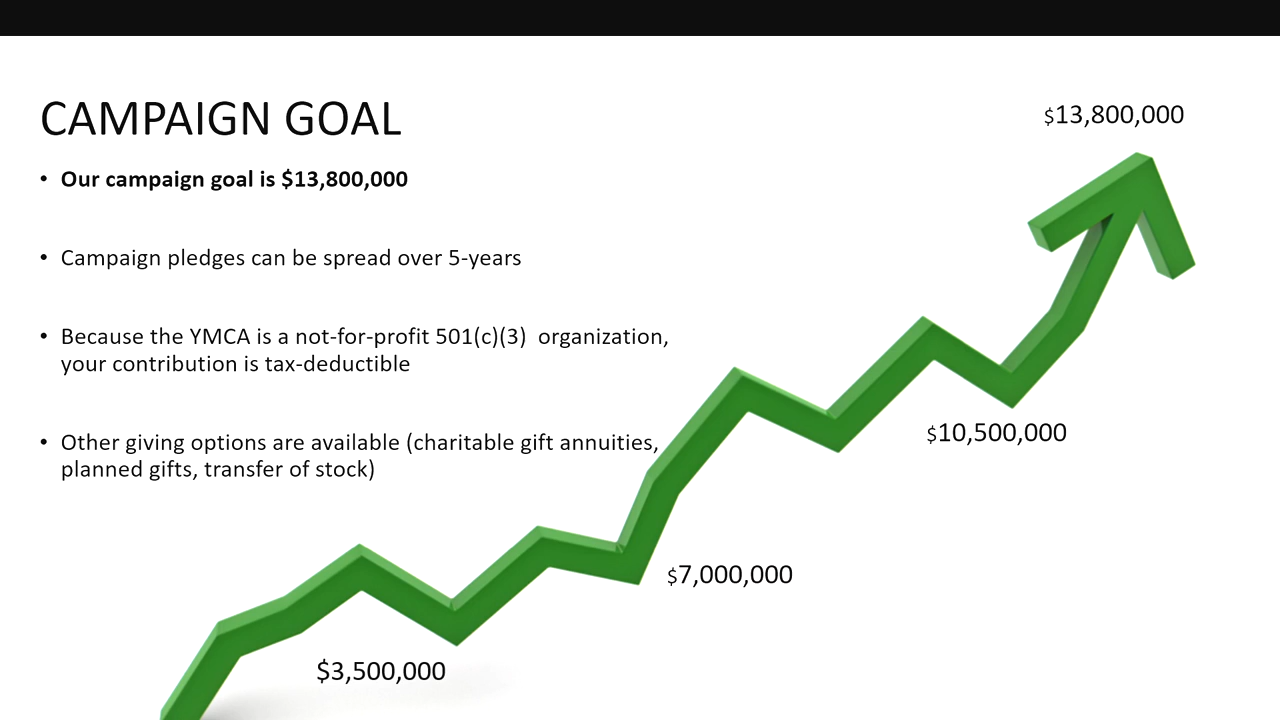 CAMPAIGN GOAL
• Our campaign goal is $13,800,000
• Campaign pledges can be spread over 5-years
• Because the YMCA is a not-for-profit 501(c)(3)  organization,
your contribution is tax-deductible
• Other giving options are available (charitable gift annuities,
planned gifts, transfer of stock)
$13,800,000
$10,500,000
$7,000,000
$3,500,000